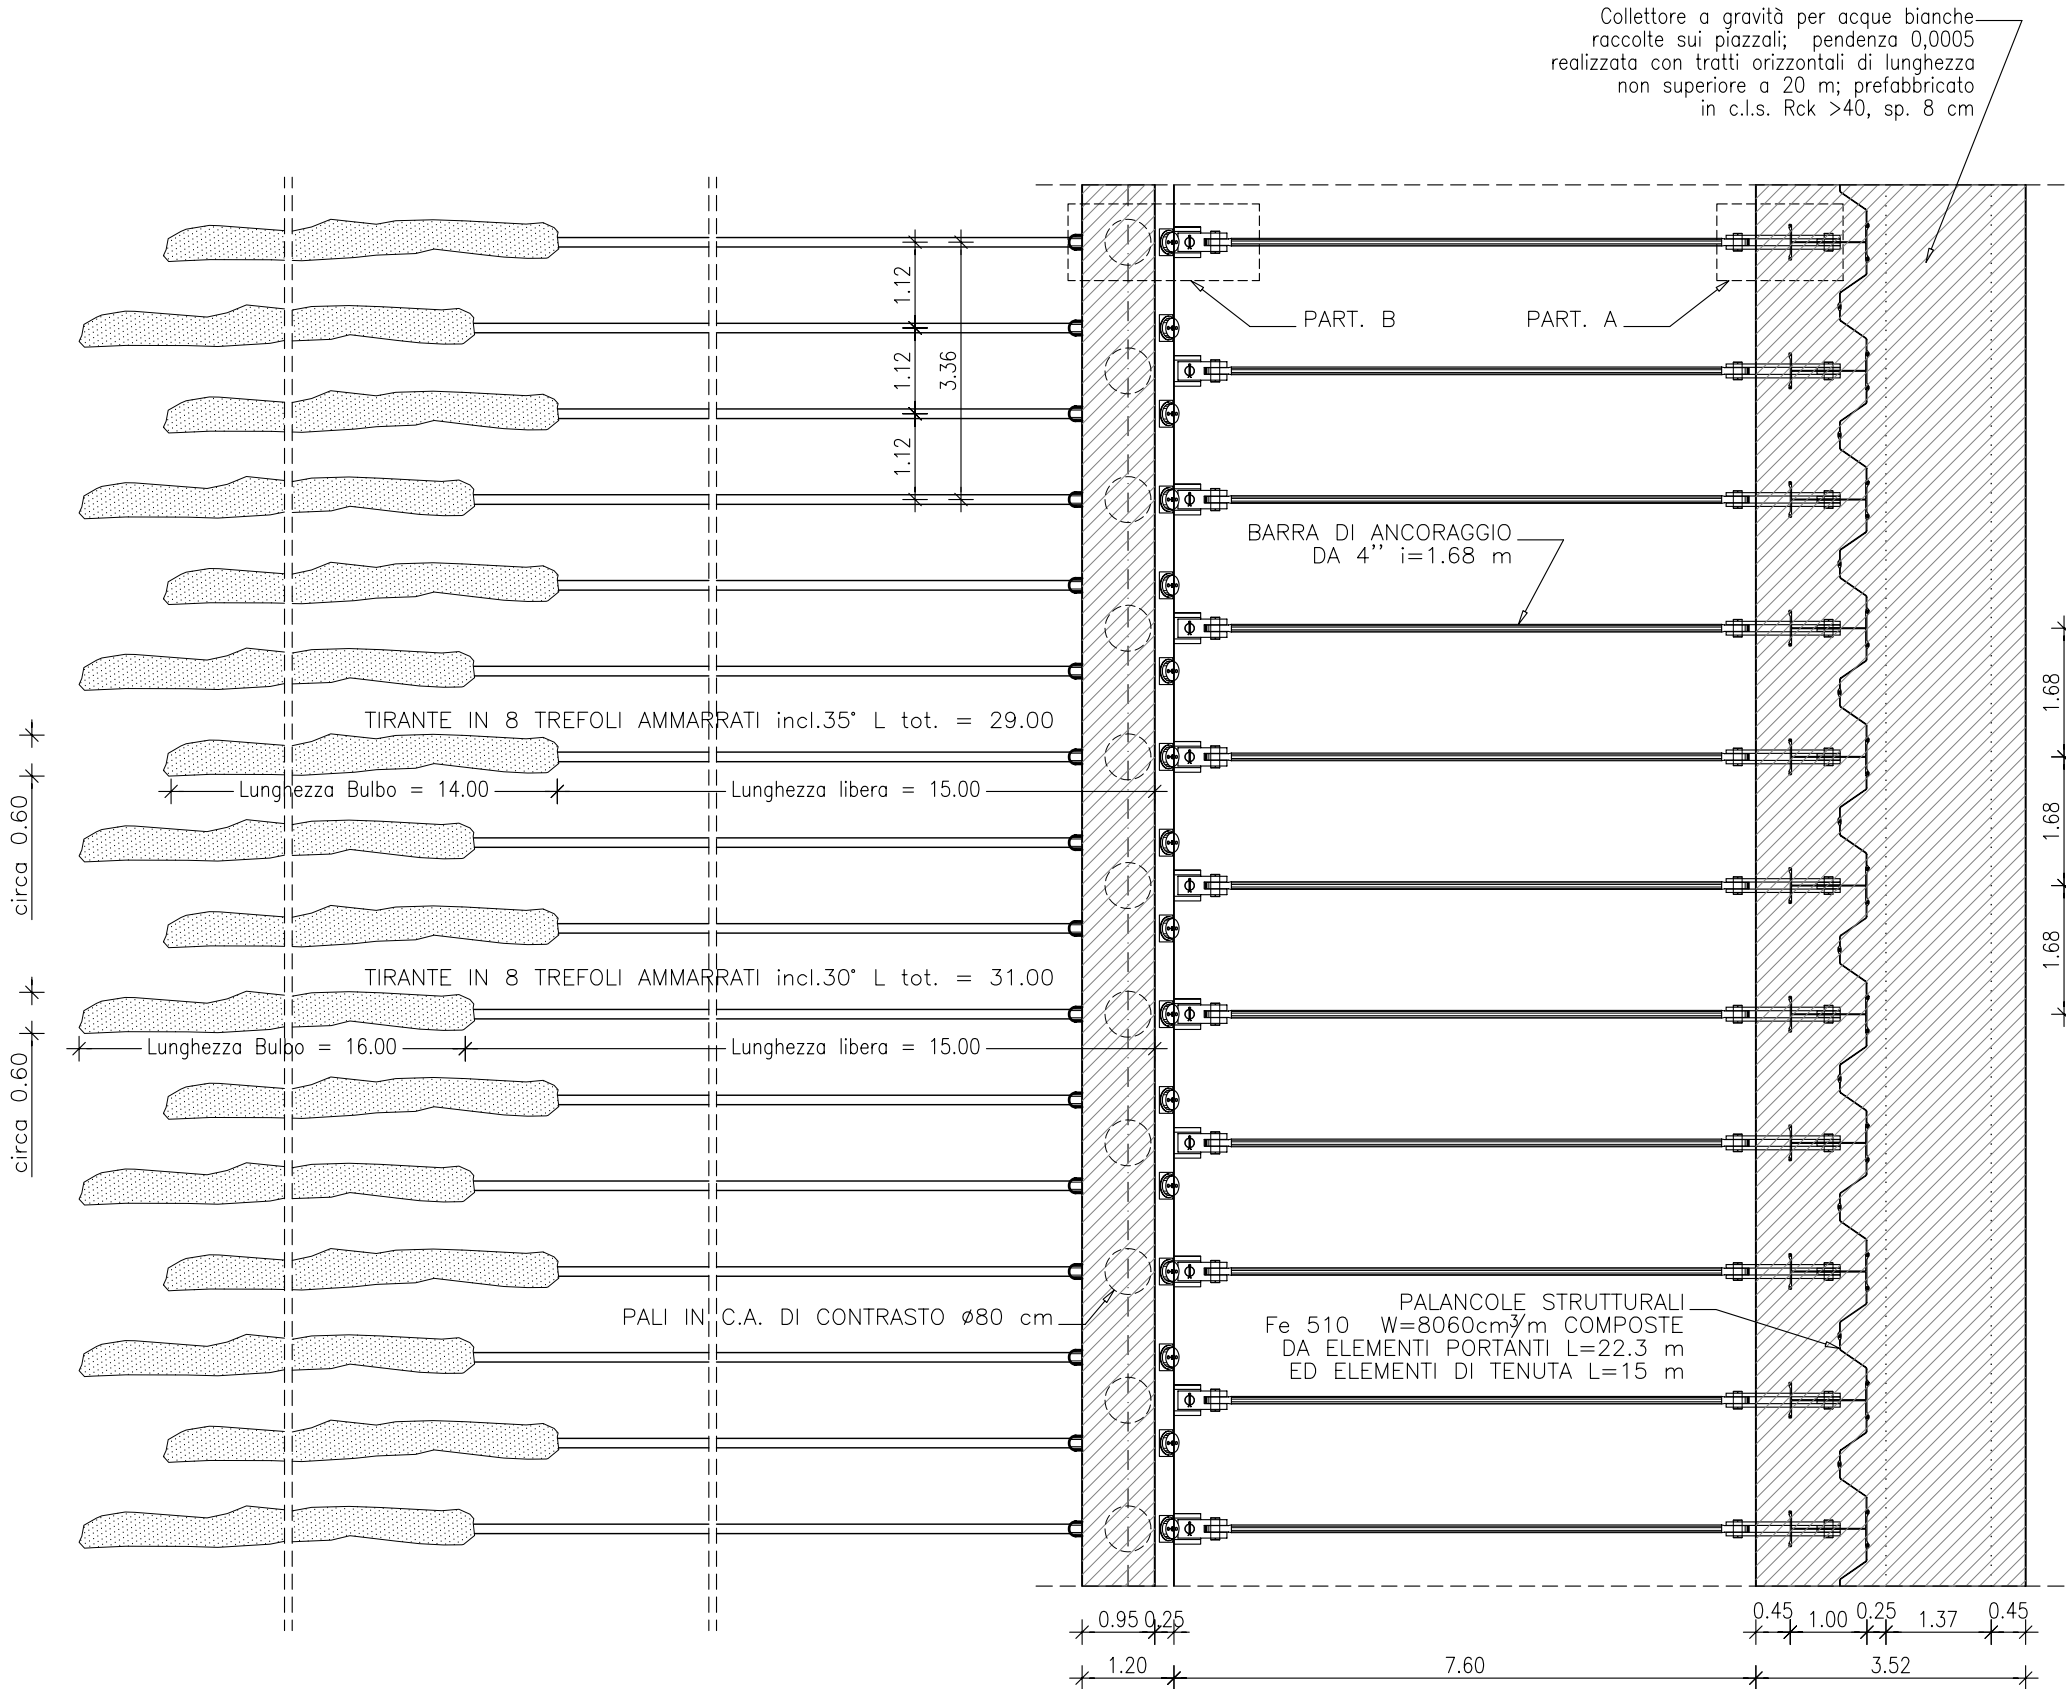 Collettore a gravità per acque bianche
raccolte sui piazzali; pendenza 0,0005
realizzata con tratti orizzontali di lunghezza
non superiore a 20 m; prefabbricato
in c.l.s. Rck >40, sp. 8 cm
1.12
1.12
1.12
3.36
PART. B
PART. A
BARRA DI ANCORAGGIO
DA 4'' i=1.68 m
1.68
1.68
1.68
TIRANTE IN 8 TREFOLI AMMARRATI incl.35° L tot. = 29.00
Lunghezza Bulbo = 14.00
Lunghezza libera = 15.00
circa 0.60
TIRANTE IN 8 TREFOLI AMMARRATI incl.30° L tot. = 31.00
Lunghezza Bulbo = 16.00
Lunghezza libera = 15.00
circa 0.60
PALI IN C.A. DI CONTRASTO ø80 cm
PALANCOLE STRUTTURALI
Fe 510 W=8060cm³/m COMPOSTE
DA ELEMENTI PORTANTI L=22.3 m
ED ELEMENTI DI TENUTA L=15 m
0.95 0.25
0.45 1.00 0.25 1.37 0.45
1.20 7.60 3.52